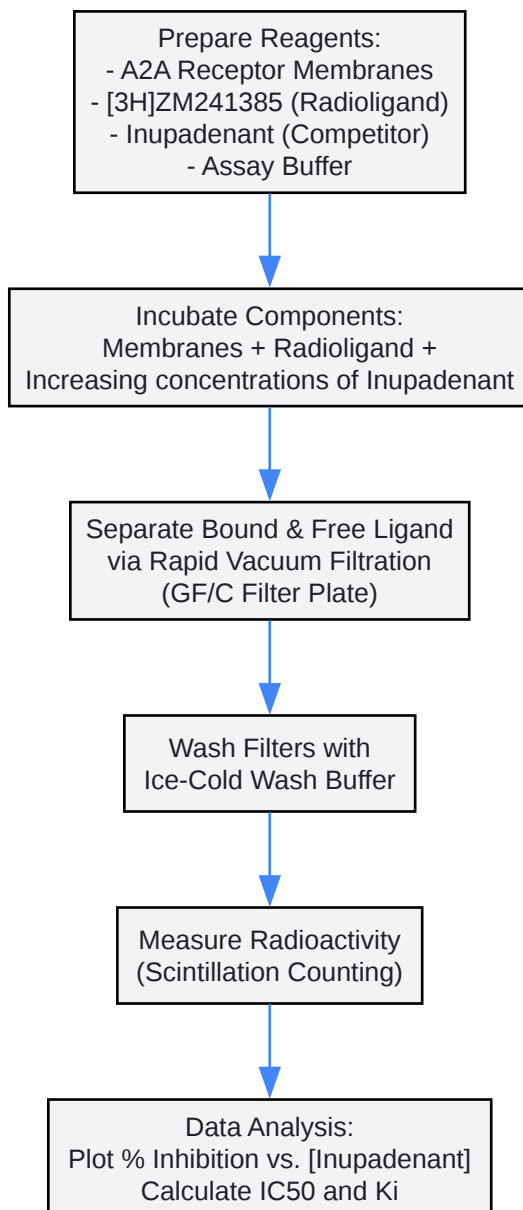 Prepare Reagents:
- A2A Receptor Membranes
- [3H]ZM241385 (Radioligand)
- Inupadenant (Competitor)
- Assay Buffer
Incubate Components:
Membranes + Radioligand +
Increasing concentrations of Inupadenant
Separate Bound & Free Ligand
via Rapid Vacuum Filtration
(GF/C Filter Plate)
Wash Filters with
Ice-Cold Wash Buffer
Measure Radioactivity
(Scintillation Counting)
Data Analysis:
Plot % Inhibition vs. [Inupadenant]
Calculate IC50 and Ki